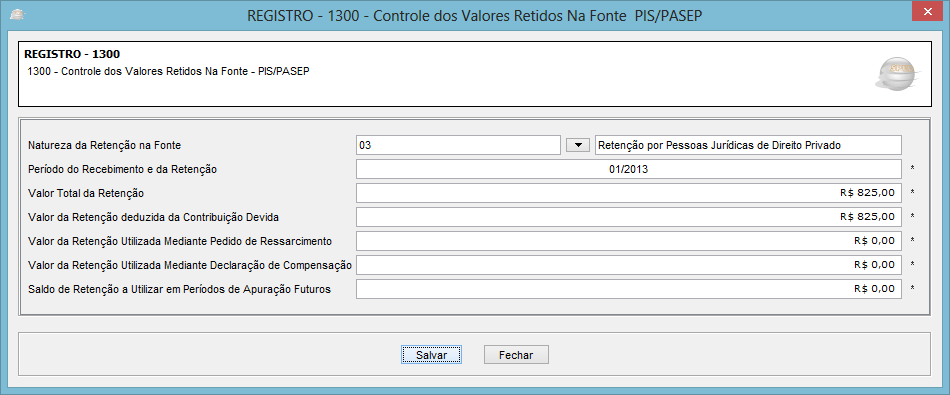 REGISTRO - 1300 - Controle dos Valores Retidos Na Fonte PIS/PASEP
REGISTRO - 1300
1300 - Controle dos Valores Retidos Na Fonte - PIS/PASEP
Natureza da Retenção na Fonte 03 Retenção por Pessoas Jurídicas de Direito Privado
Período do Recebimento e da Retenção 01/2013 *
Valor Total da Retenção R$ 825,00 *
Valor da Retenção deduzida da Contribuição Devida R$ 825,00 *
Valor da Retenção Utilizada Mediante Pedido de Ressarcimento R$ 0,00 *
Valor da Retenção Utilizada Mediante Declaração de Compensação R$ 0,00 *
Saldo de Retenção a Utilizar em Períodos de Apuração Futuros R$ 0,00 *
Salvar Fechar